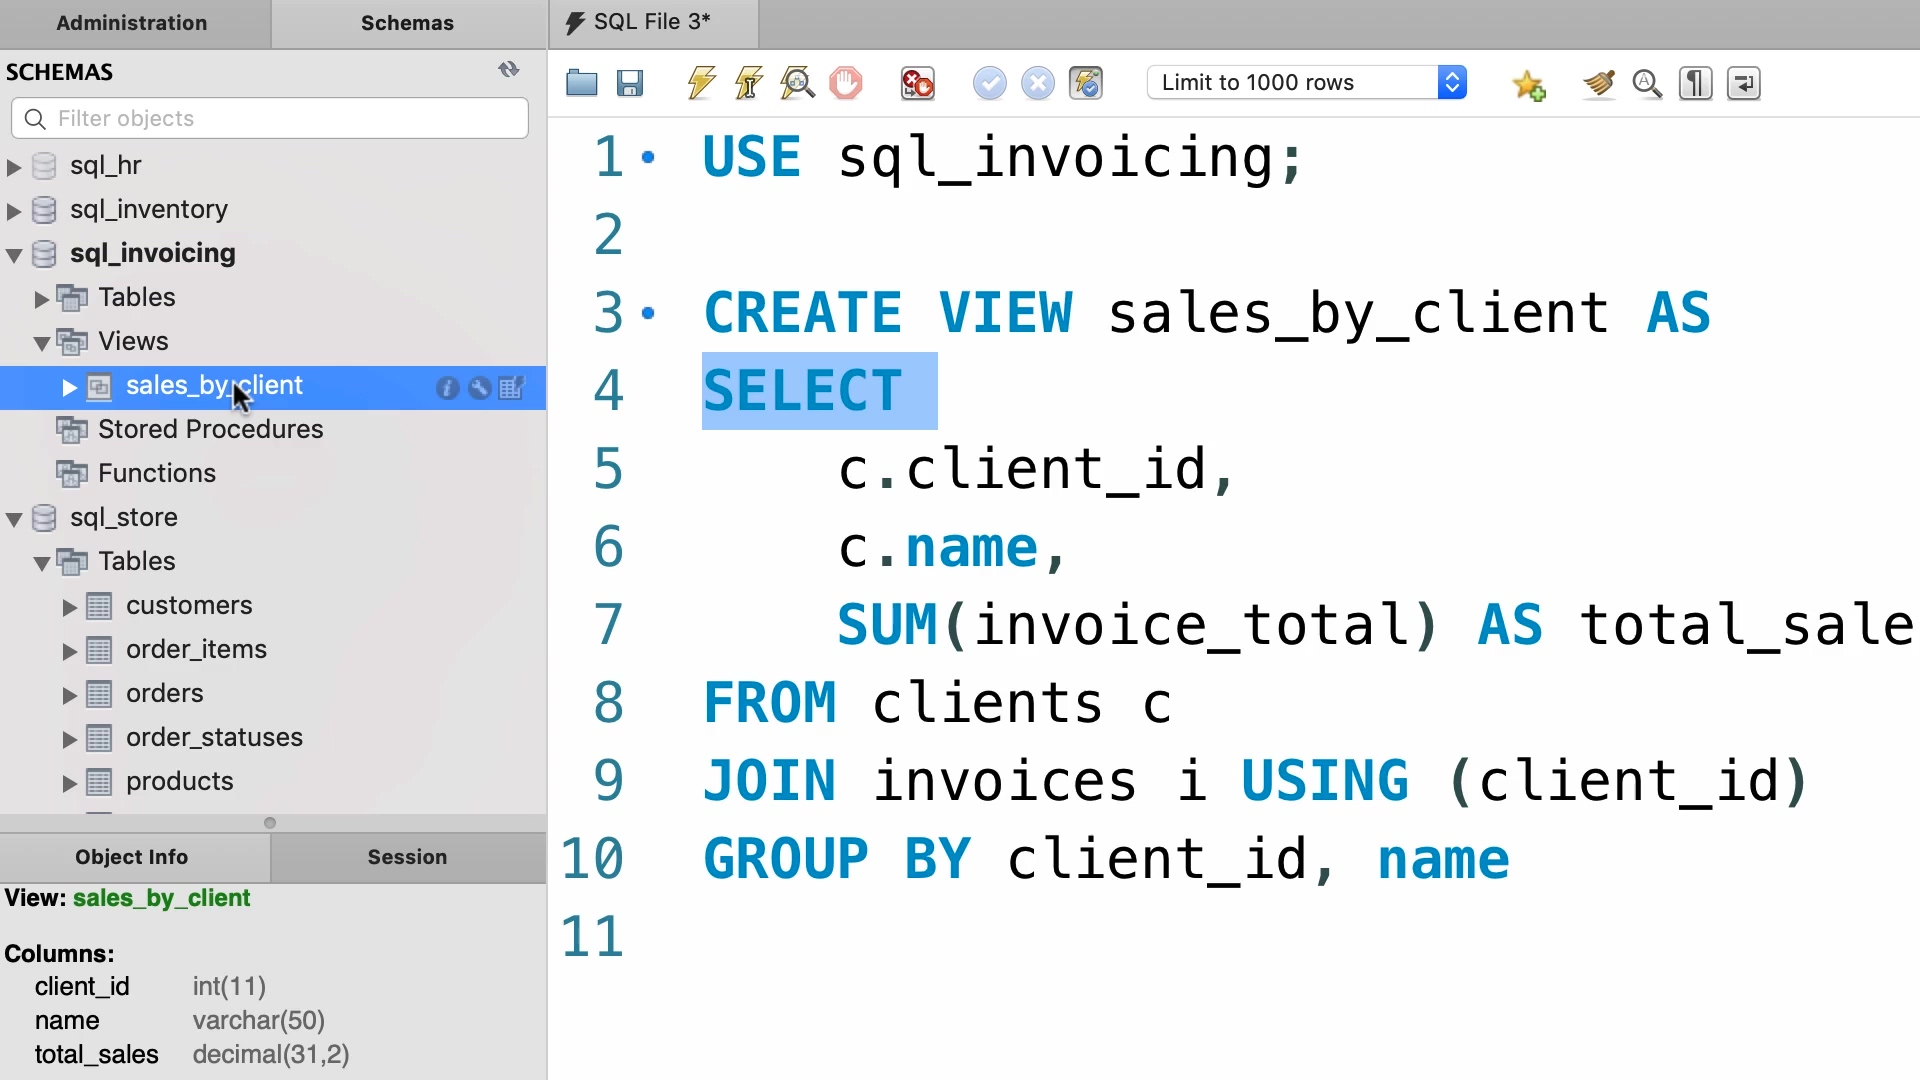 Administration
Schemas
SQL File 3*
SCHEMAS
Filter objects
Limit to 1000 rows
sql_hr
sql_inventory
sql_invoicing
Tables
Views
sales_by_client
Stored Procedures
Functions
sql_store
Tables
customers
order_items
orders
order_statuses
products
Object Info
Session
View: sales_by_client
Columns:
client_id int(11)
name varchar(50)
total_sales decimal(31,2)
1 USE sql_invoicing;
2
3 CREATE VIEW sales_by_client AS
4 SELECT
5 c.client_id,
6 c.name,
7 SUM(invoice_total) AS total_sale
8 FROM clients c
9 JOIN invoices i USING (client_id)
10 GROUP BY client_id, name
11